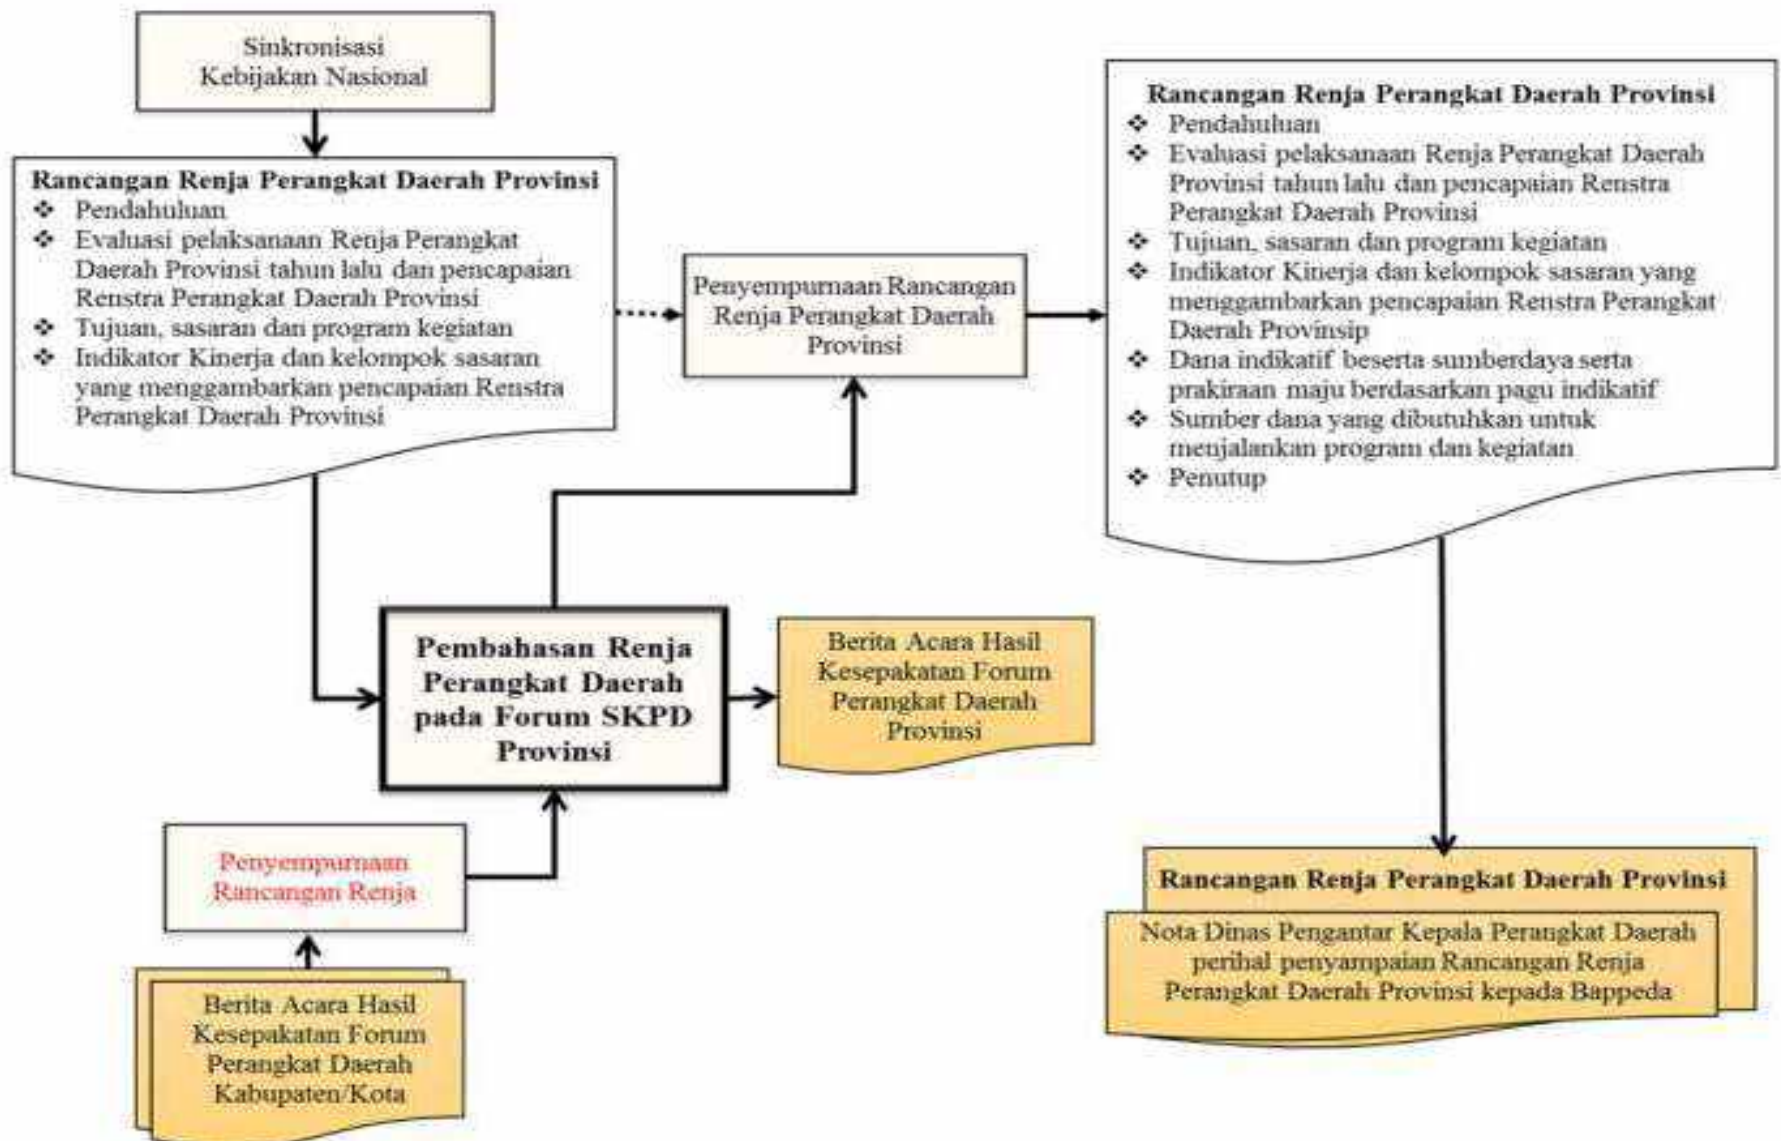 Sinkronisasi
Kebijakan Nasional
Rancangan Renja Perangkat Daerah Provinsi
❖ Pendahuluan
❖ Evaluasi pelaksanaan Renja Perangkat
Daerah Provinsi tahun lalu dan pencapaian
Renstra Perangkat Daerah Provinsi
❖ Tujuan, sasaran dan program kegiatan
❖ Indikator Kinerja dan kelompok sasaran
yang menggambarkan pencapaian Renstra
Perangkat Daerah Provinsi
Penyempurnaan Rancangan
Renja Perangkat Daerah
Provinsi
Rancangan Renja Perangkat Daerah Provinsi
❖ Pendahuluan
❖ Evaluasi pelaksanaan Renja Perangkat Daerah
Provinsi tahun lalu dan pencapaian Renstra
Perangkat Daerah Provinsi
❖ Tujuan, sasaran dan program kegiatan
❖ Indikator Kinerja dan kelompok sasaran yang
menggambarkan pencapaian Renstra Perangkat
Daerah Provinsip
❖ Dana indikatif beserta sumberdaya serta
prakiraan maju berdasarkan pagu indikatif
❖ Sumber dana yang dibutuhkan untuk
menjalankan program dan kegiatan
❖ Penutup
Pembahasan Renja
Perangkat Daerah
pada Forum SKPD
Provinsi
Berita Acara Hasil
Kesepakatan Forum
Perangkat Daerah
Provinsi
Penyempurnaan
Rancangan Renja
Berita Acara Hasil
Kesepakatan Forum
Perangkat Daerah
Kabupaten/Kota
Rancangan Renja Perangkat Daerah Provinsi
Nota Dinas Pengantar Kepala Perangkat Daerah
perihal penyampaian Rancangan Renja
Perangkat Daerah Provinsi kepada Bappeda